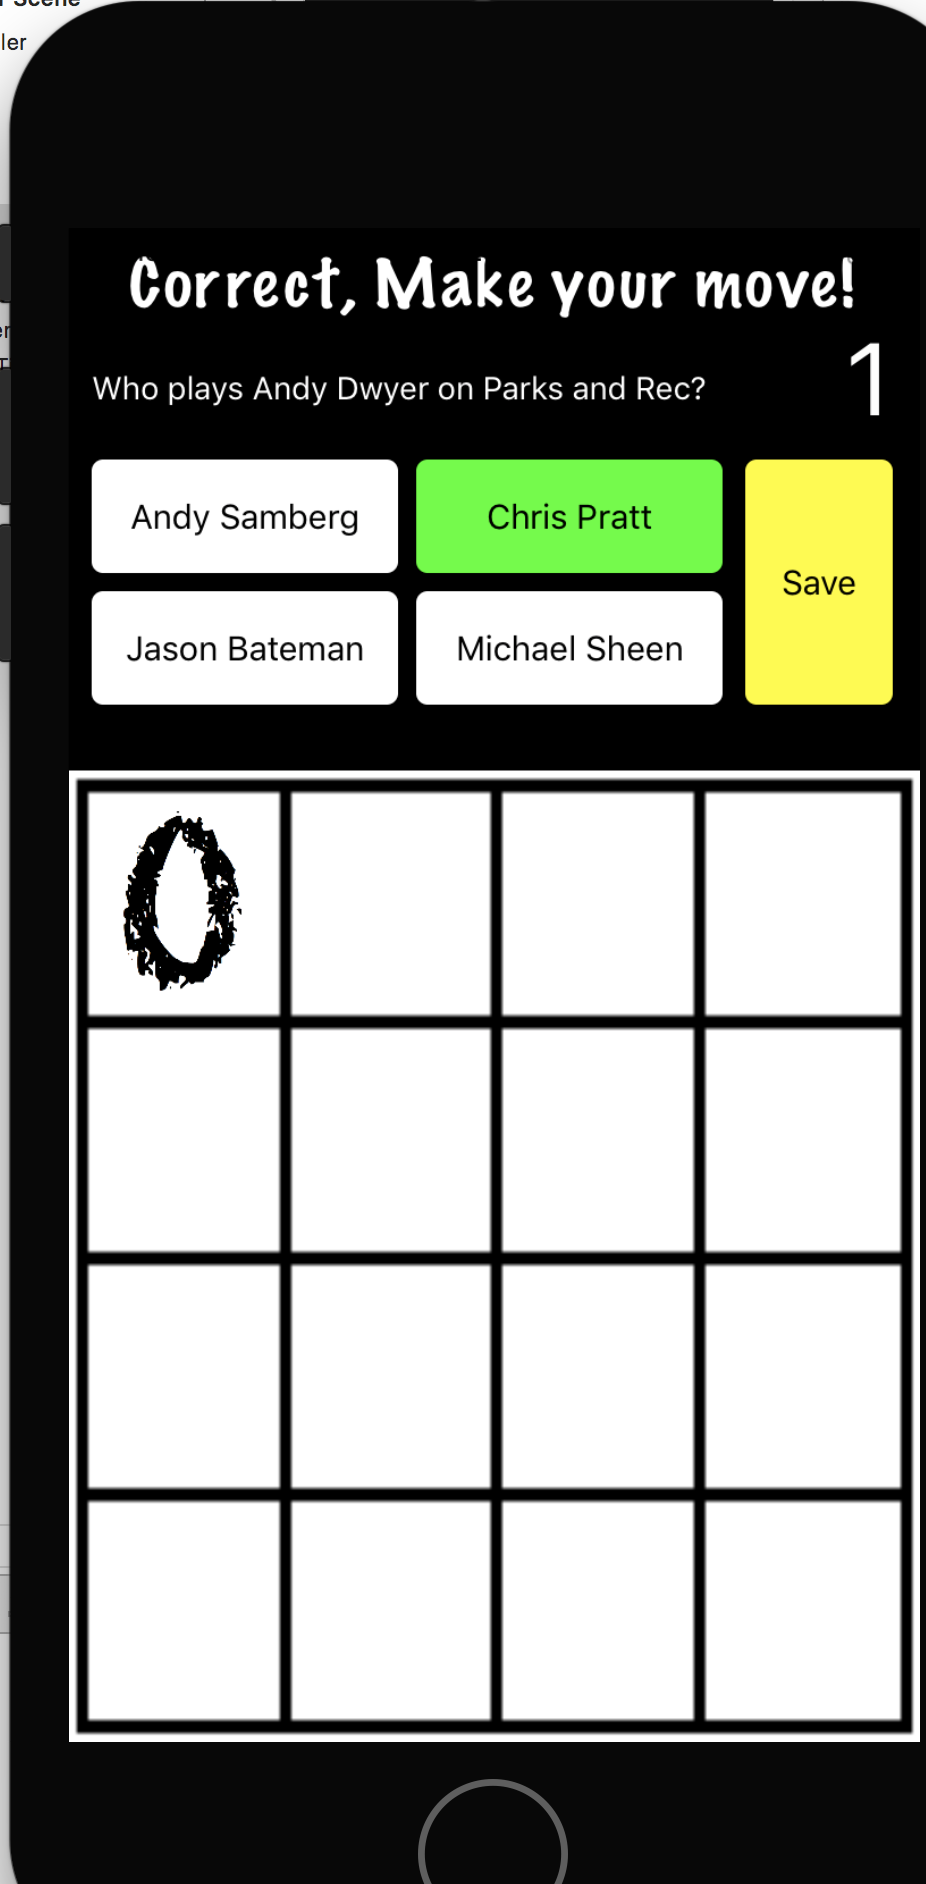 Scene
ler
Correct, Make your move!
Who plays Andy Dwyer on Parks and Rec?
1
Andy Samberg
Chris Pratt
Save
Jason Bateman
Michael Sheen
O